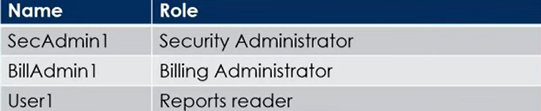 Name Role
SecAdmin1 Security Administrator
BillAdmin1 Billing Administrator
User1 Reports reader